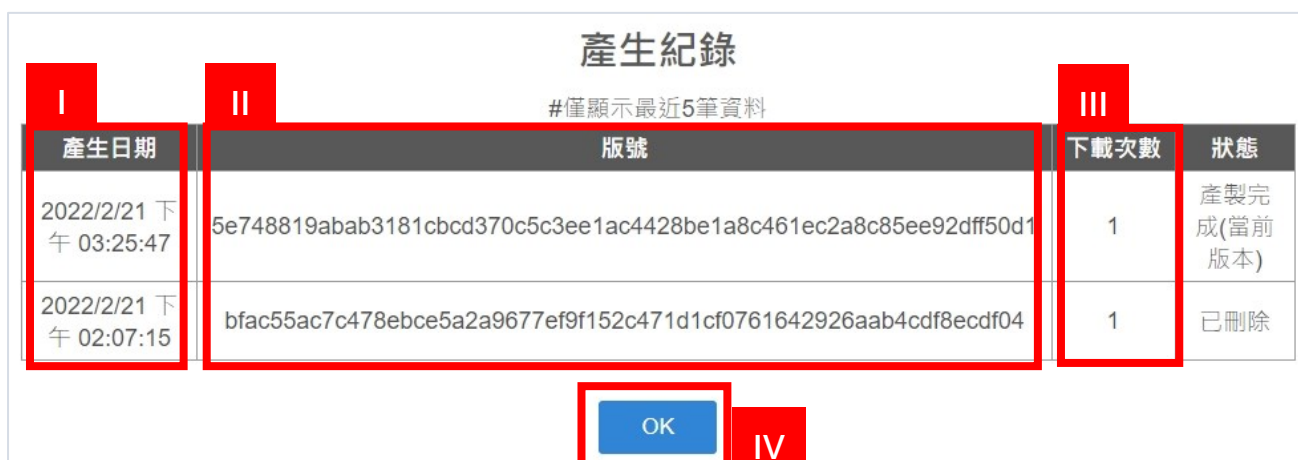 產生紀錄
I
II
#僅顯示最近5筆資料
III
產生日期 版號 下載次數 狀態
2022/2/21 下
午 03:25:47
5e748819abab3181cbcd370c5c3ee1ac4428be1a8c461ec2a8c85ee92dff50d1
1
產製完
成(當前
版本)
2022/2/21 下
午 02:07:15
bfac55ac7c478ebce5a2a9677ef9f152c471d1cf0761642926aab4cdf8ecdf04
1
已刪除
OK
IV